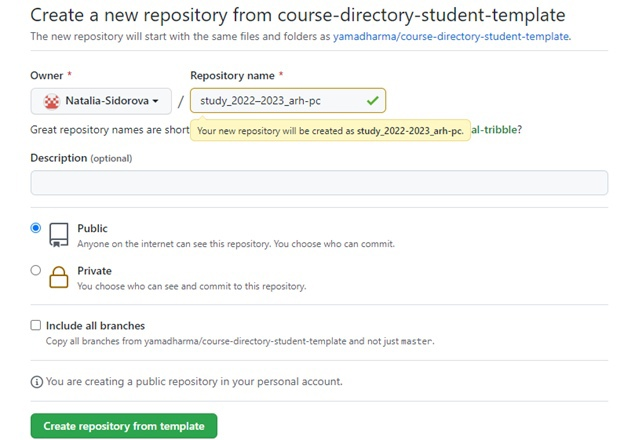 Create a new repository from course-directory-student-template
The new repository will start with the same files and folders as yamadharma/course-directory-student-template.
Owner *
Repository name *
Natalia-Sidorova
/
study_2022–2023_arh-pc
Great repository names are short
al-tribble?
Your new repository will be created as study_2022-2023_arh-pc.
Description (optional)
Public
Anyone on the internet can see this repository. You choose who can commit.
Private
You choose who can see and commit to this repository.
Include all branches
Copy all branches from yamadharma/course-directory-student-template and not just master.
You are creating a public repository in your personal account.
Create repository from template